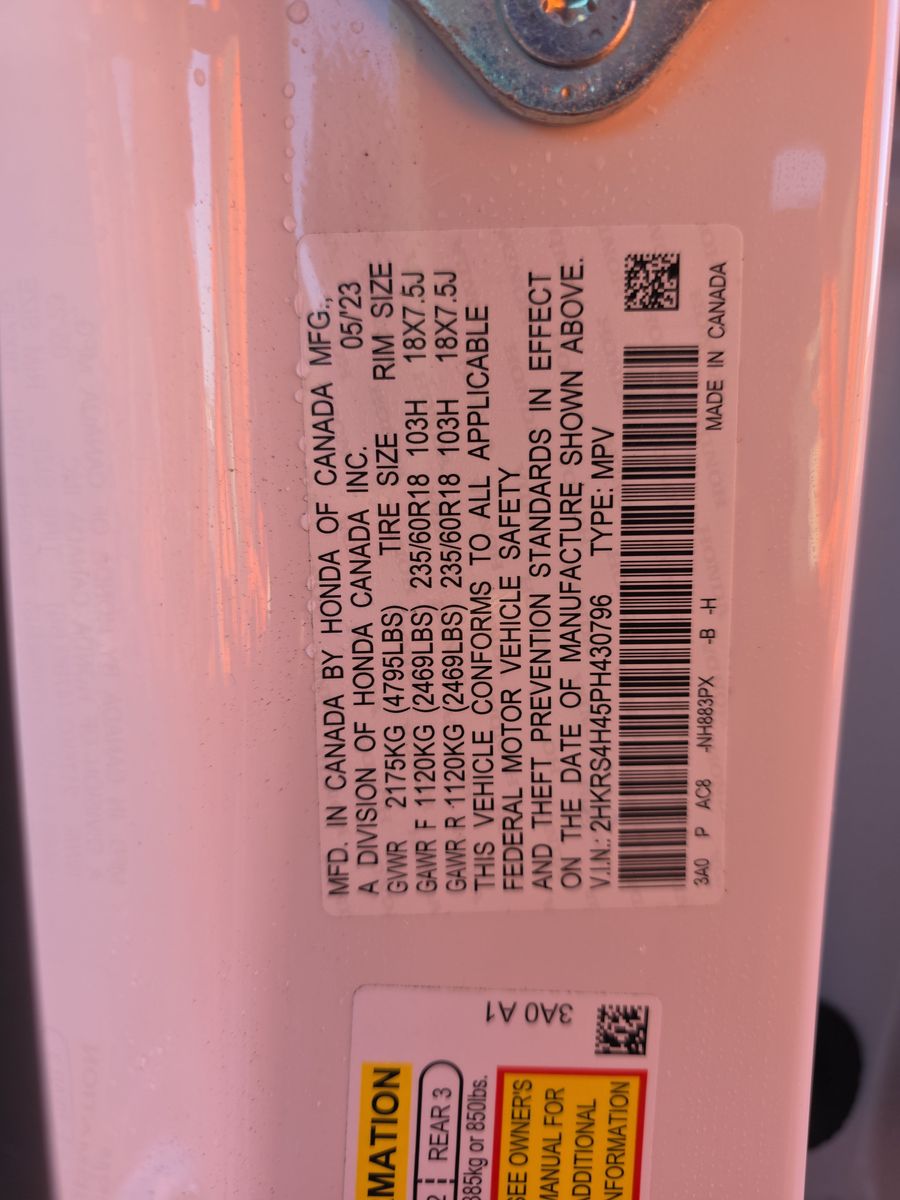 MFD. IN CANADA BY HONDA OF CANADA MFG.,
A DIVISION OF HONDA CANADA INC. 05/'23
GVWR 2175KG (4795LBS) TIRE SIZE RIM SIZE
GAWR F 1120KG (2469LBS) 235/60R18 103H 18X7.5J
GAWR R 1120KG (2469LBS) 235/60R18 103H 18X7.5J
THIS VEHICLE CONFORMS TO ALL APPLICABLE
FEDERAL MOTOR VEHICLE SAFETY
AND THEFT PREVENTION STANDARDS IN EFFECT
ON THE DATE OF MANUFACTURE SHOWN ABOVE.
V.I.N.: 2HKRS4H45PH430796 TYPE: MPV
3A0 P AC8 -NH883PX -B -H MADE IN CANADA
3A0 A1
MATION
2 REAR 3
385kg or 850lbs.
SEE OWNER'S
MANUAL FOR
ADDITIONAL
NFORMATION